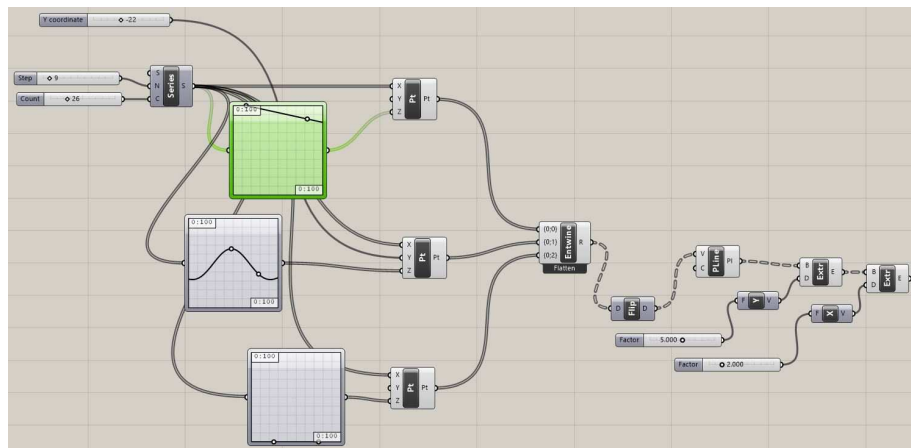 Y coordinate -22
Step 9
Count 26
S
N
C
Series
S
X
Y
Z
Pt
Pt
0:100
0:100
0:100
0:100
X
Y
Z
Pt
Pt
{0;0}
{0;1}
{0;2}
Entwine
R
Flatten
D
Flip
D
V
C
PLine
Pl
B
D
Extr
E
B
D
Extr
F
Y
V
F
X
V
Factor 5.000
Factor 2.000
0:100
0:100
X
Y
Z
Pt
Pt